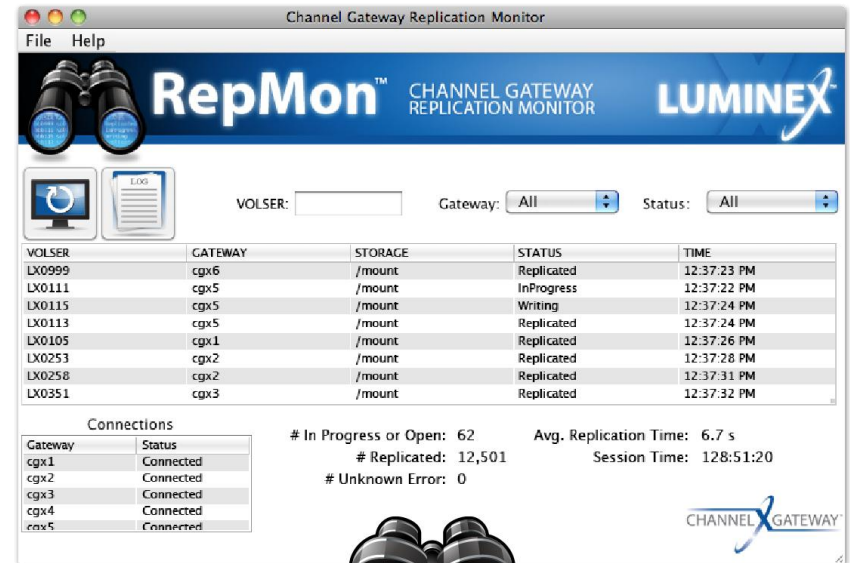 Channel Gateway Replication Monitor
File Help
RepMon™ CHANNEL GATEWAY REPLICATION MONITOR LUMINEX
LOG
VOLSER: Gateway: All Status: All
VOLSER GATEWAY STORAGE STATUS TIME
LX0999 cgx6 /mount Replicated 12:37:23 PM
LX0111 cgx5 /mount InProgress 12:37:22 PM
LX0115 cgx5 /mount Writing 12:37:24 PM
LX0113 cgx5 /mount Replicated 12:37:24 PM
LX0105 cgx1 /mount Replicated 12:37:26 PM
LX0253 cgx2 /mount Replicated 12:37:28 PM
LX0258 cgx2 /mount Replicated 12:37:31 PM
LX0351 cgx3 /mount Replicated 12:37:32 PM
Connections
Gateway Status
cgx1 Connected
cgx2 Connected
cgx3 Connected
cgx4 Connected
cgx5 Connected
# In Progress or Open: 62 Avg. Replication Time: 6.7 s
# Replicated: 12,501 Session Time: 128:51:20
# Unknown Error: 0
CHANNEL X GATEWAY